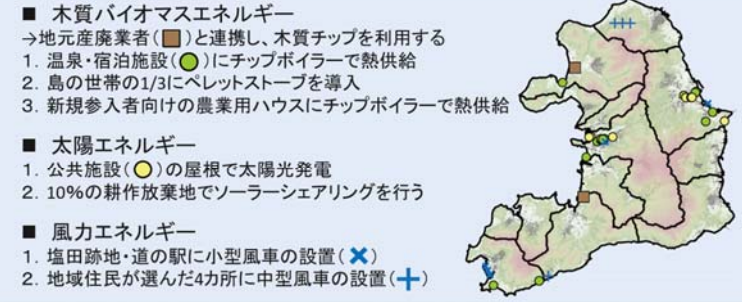 ■ 木質バイオマスエネルギー
→地元産廃業者(■)と連携し、木質チップを利用する
1. 温泉・宿泊施設(●)にチップボイラーで熱供給
2. 島の世帯の1/3にペレットストーブを導入
3. 新規参入者向けの農業用ハウスにチップボイラーで熱供給
■ 太陽エネルギー
1. 公共施設(○)の屋根で太陽光発電
2. 10%の耕作放棄地でソーラーシェアリングを行う
■ 風力エネルギー
1. 塩田跡地・道の駅に小型風車の設置(×)
2. 地域住民が選んだ4カ所に中型風車の設置(+)